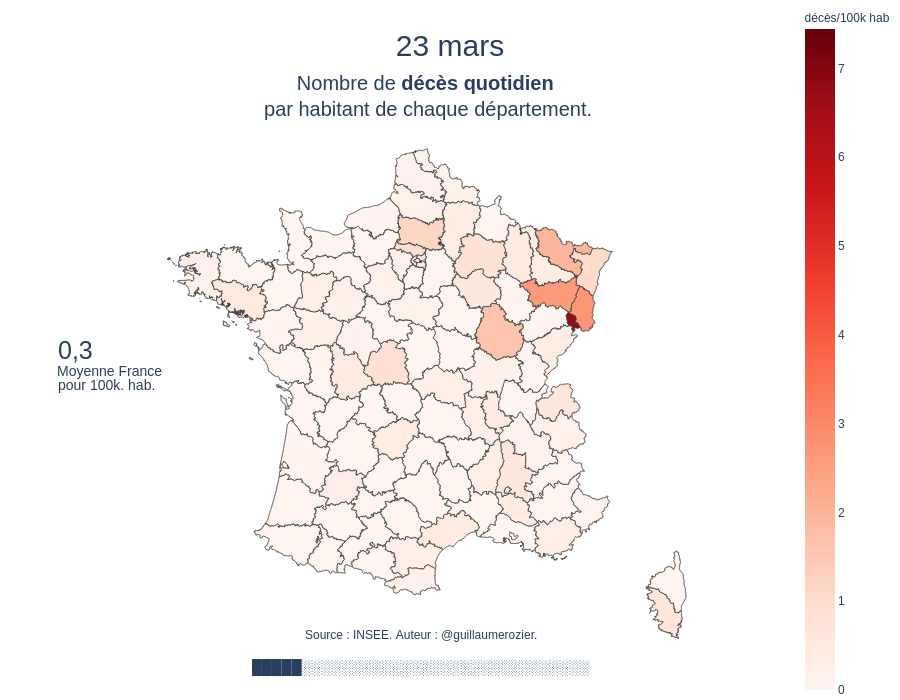 décès/100k hab
23 mars
Nombre de décès quotidien
par habitant de chaque département.
7
6
5
4
3
2
1
0
0,3
Moyenne France
pour 100k. hab.
Source : INSEE. Auteur : @guillaumerozier.